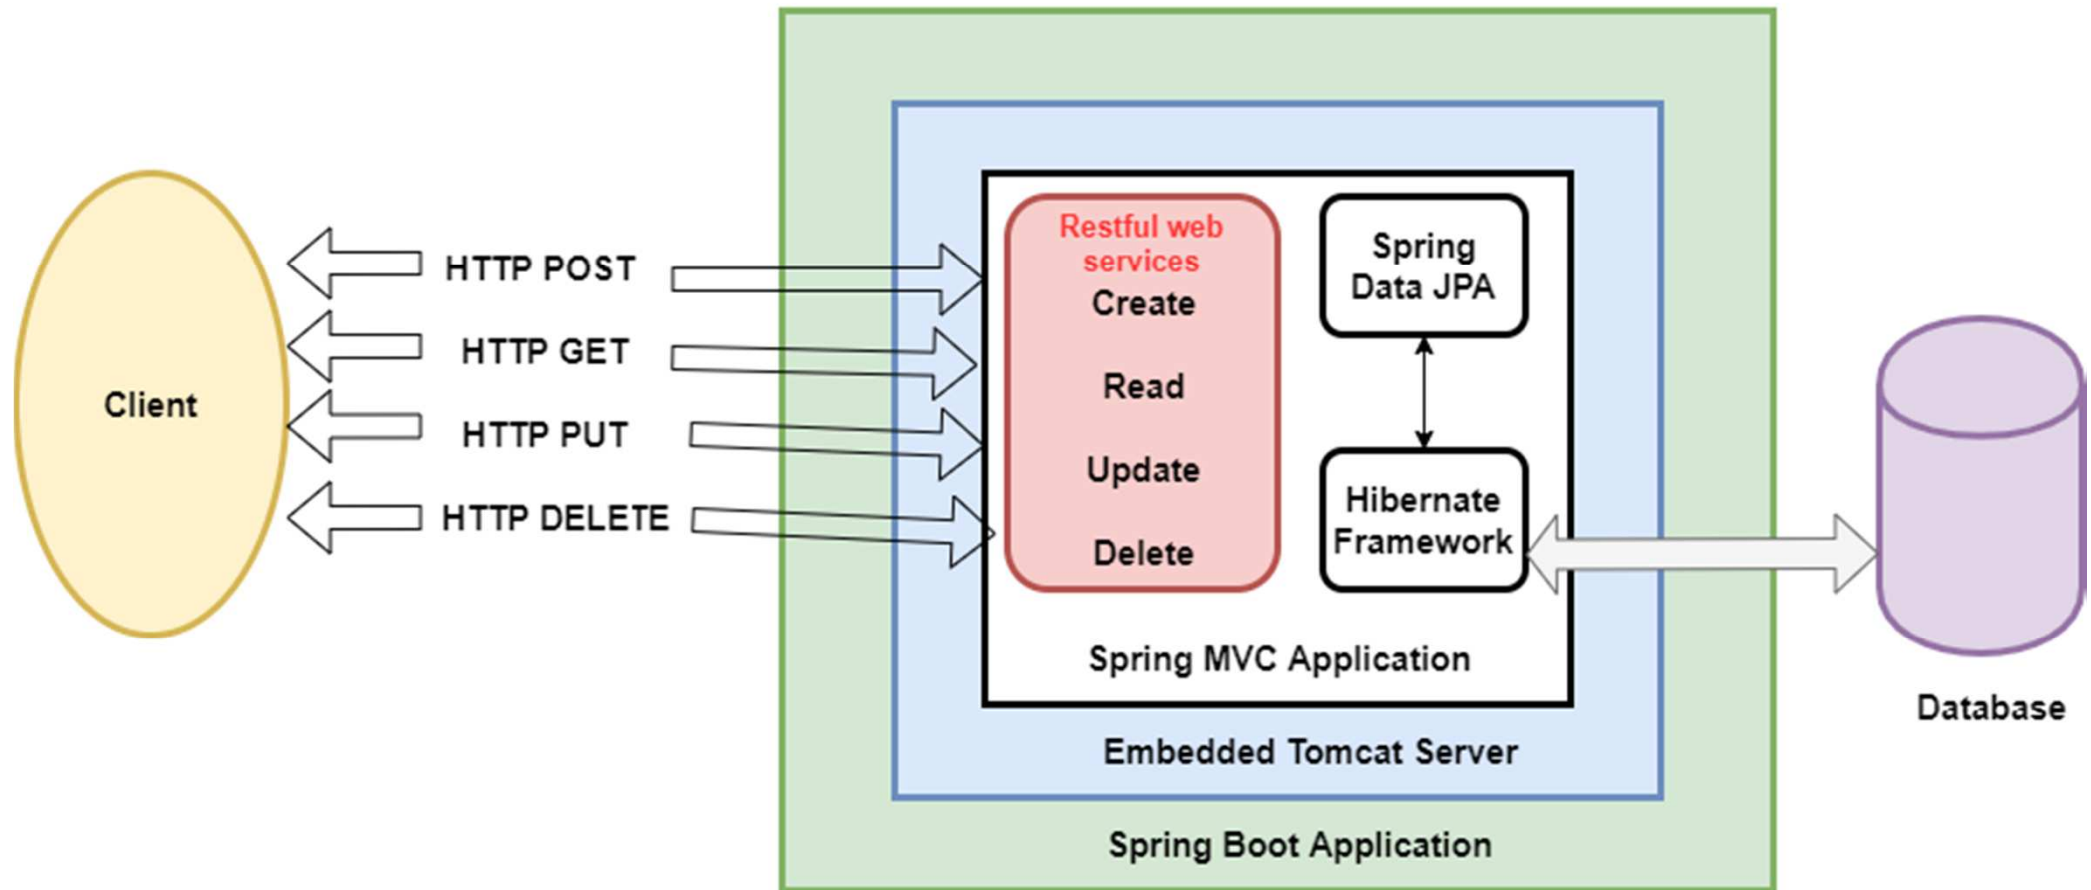 Client
HTTP POST
HTTP GET
HTTP PUT
HTTP DELETE
Restful web
services
Create
Read
Update
Delete
Spring
Data JPA
Hibernate
Framework
Spring MVC Application
Embedded Tomcat Server
Spring Boot Application
Database